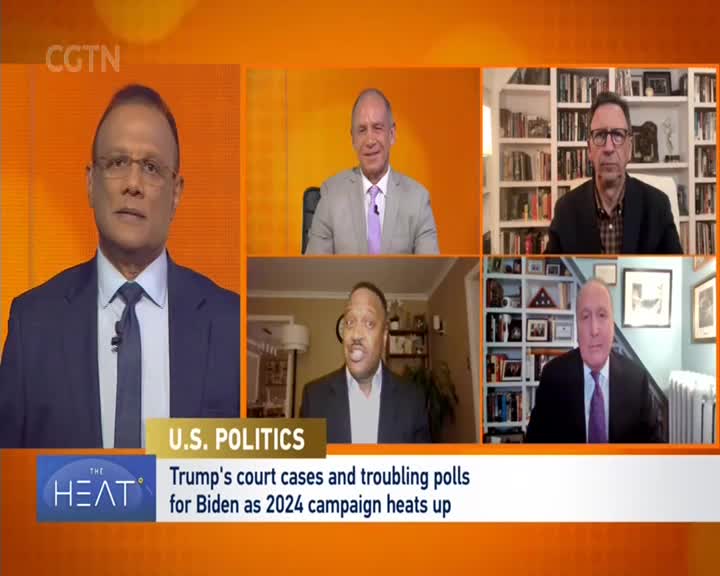 CGTN
U.S. POLITICS
THE
HEAT
Trump's court cases and troubling polls
for Biden as 2024 campaign heats up